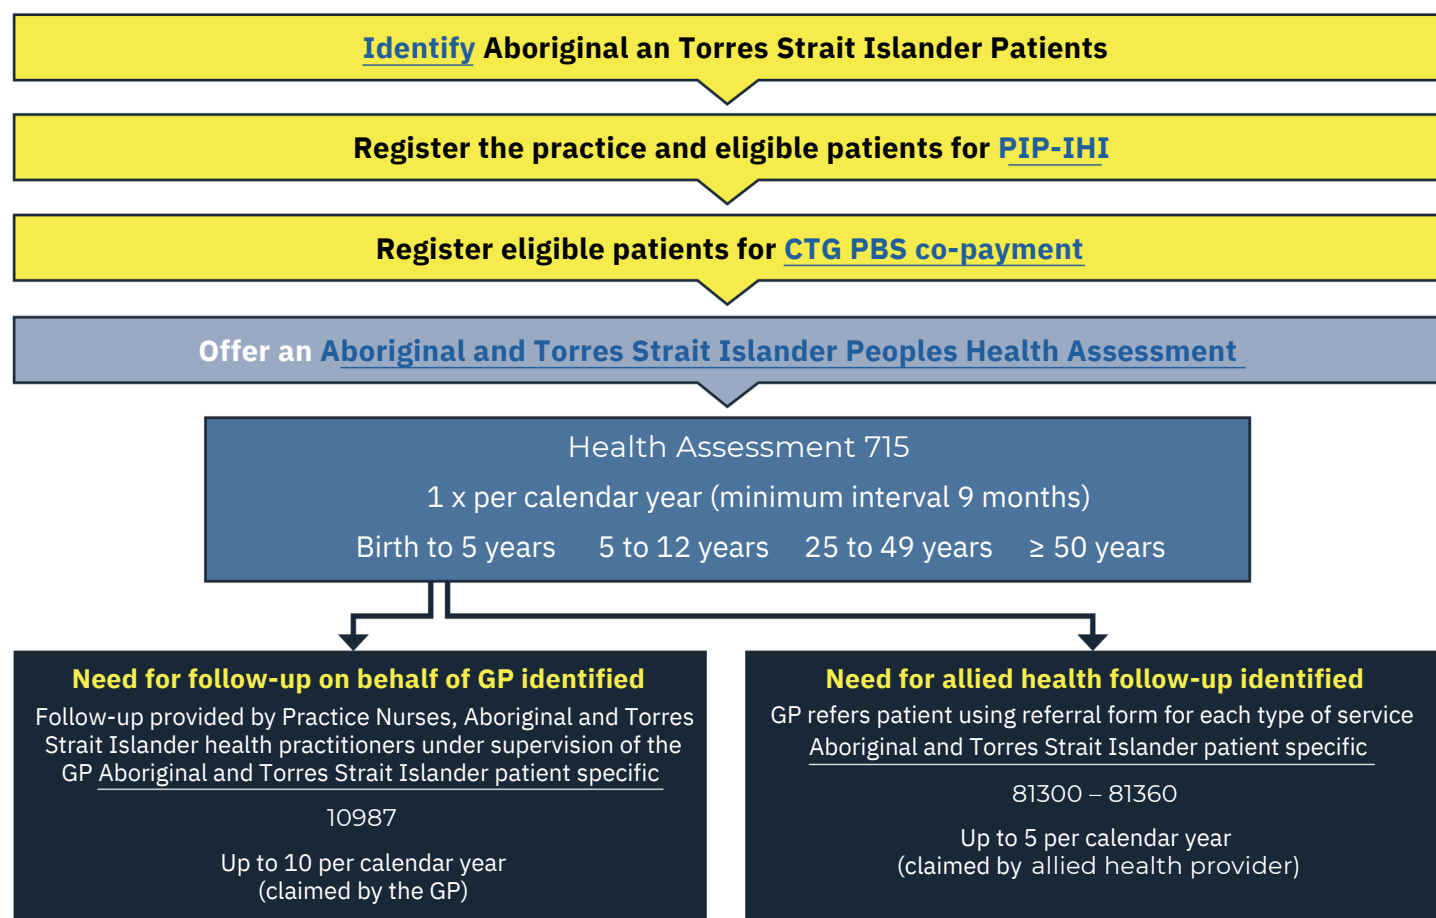 Identify Aboriginal an Torres Strait Islander Patients
Register the practice and eligible patients for PIP-IHI
Register eligible patients for CTG PBS co-payment
Offer an Aboriginal and Torres Strait Islander Peoples Health Assessment
Health Assessment 715
1 x per calendar year (minimum interval 9 months)
Birth to 5 years 5 to 12 years 25 to 49 years ≥ 50 years
Need for follow-up on behalf of GP identified
Follow-up provided by Practice Nurses, Aboriginal and Torres
Strait Islander health practitioners under supervision of the
GP Aboriginal and Torres Strait Islander patient specific
10987
Up to 10 per calendar year
(claimed by the GP)
Need for allied health follow-up identified
GP refers patient using referral form for each type of service
Aboriginal and Torres Strait Islander patient specific
81300 – 81360
Up to 5 per calendar year
(claimed by allied health provider)